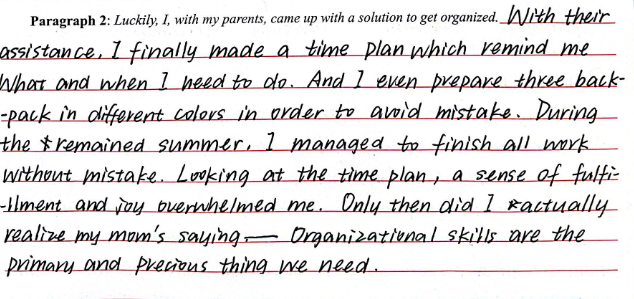 Paragraph 2: Luckily, I, with my parents, came up with a solution to get organized. With their
assistance, I finally made a time plan which remind me
What and when I need to do. And I even prepare three back-
-pack in different colors in order to avoid mistake. During
the remained summer, I managed to finish all work
without mistake. Looking at the time plan, a sense of fulfi-
-llment and joy overwhelmed me. Only then did I actually
realize my mom's saying — Organizational skills are the
primary and precious thing we need.